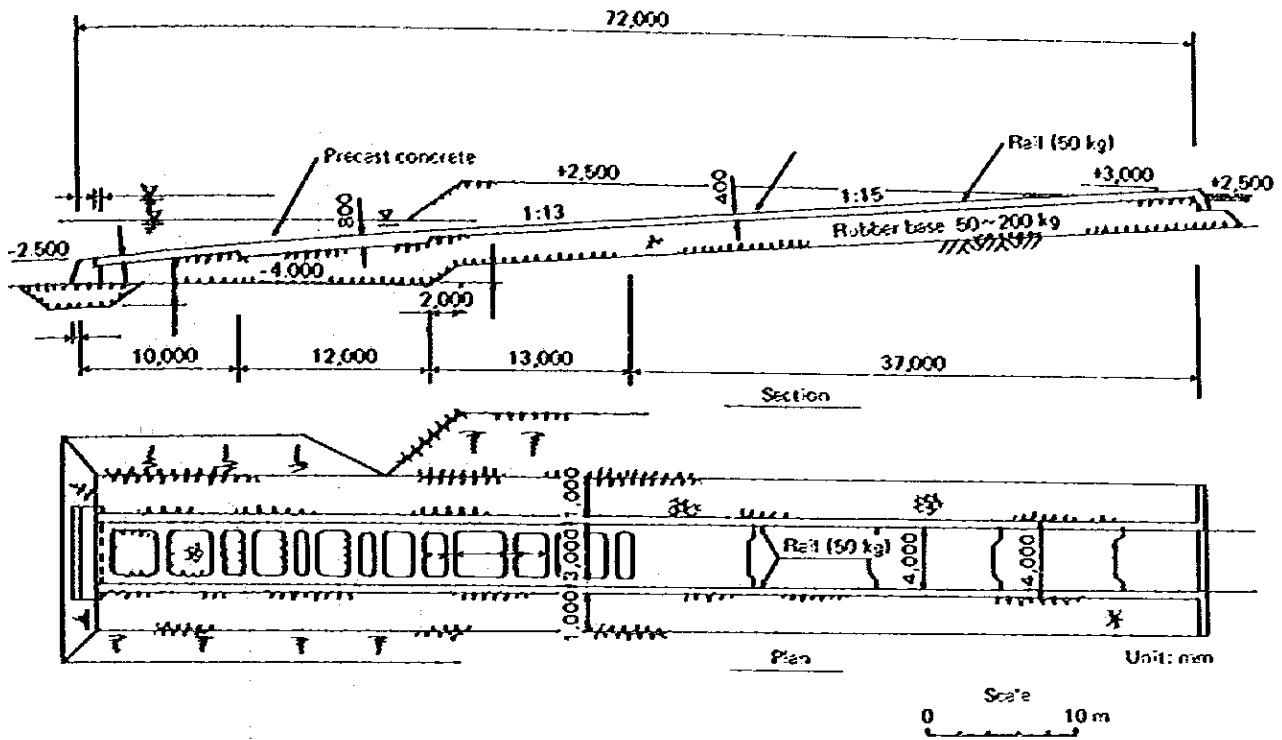 72,000
Precast concrete
Rail (50 kg)
+2,500
+3,000
+2,500
800
400
1:13
1:15
-2.500
Rubber base 50~200 kg
-4.000
2,000
10,000
12,000
13,000
37,000
Section
1,000
3,000
1,000
Rail (50 kg)
4,000
4,000
Plan
Unit: mm
Scale
0
10 m